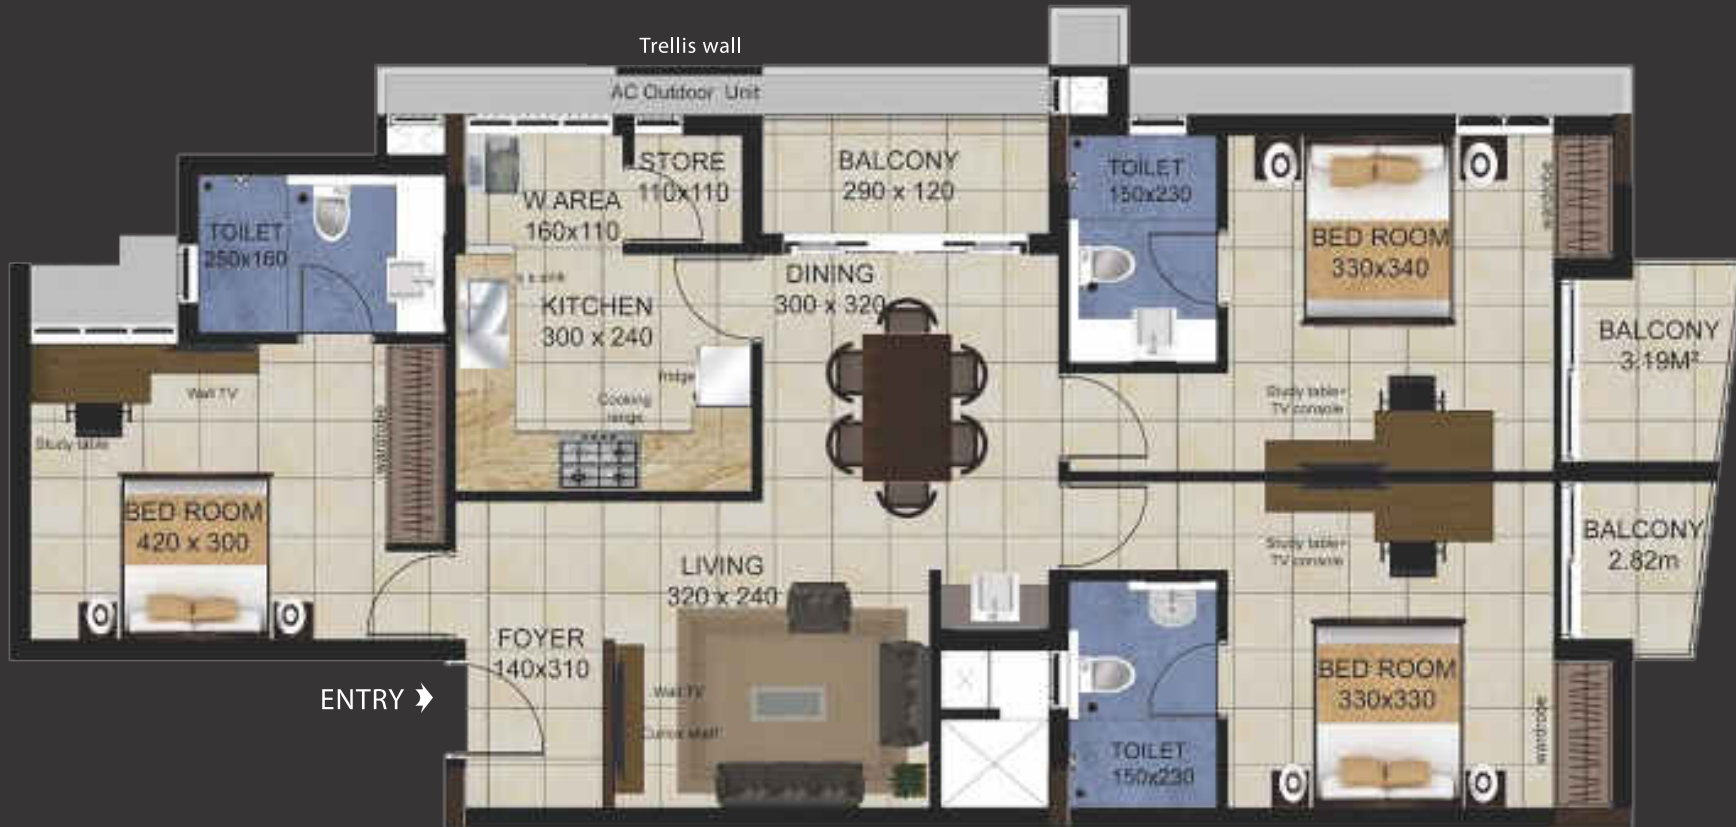 Trellis wall
AC Outdoor Unit
STORE
110x110
BALCONY
290 x 120
TOILET
150x230
W.AREA
160x110
wardrobe
TOILET
250x160
BED ROOM
330x340
DINING
300 x 320
KITCHEN
300 x 240
BALCONY
3.19M²
fridge
Wall TV
Cooking
range
Study table+
TV console
Study table
wardrobe
BED ROOM
420 x 300
BALCONY
2.82m
Study table+
TV console
LIVING
320 x 240
FOYER
140x310
BED ROOM
330x330
ENTRY
Wall TV
wardrobe
TOILET
150x230